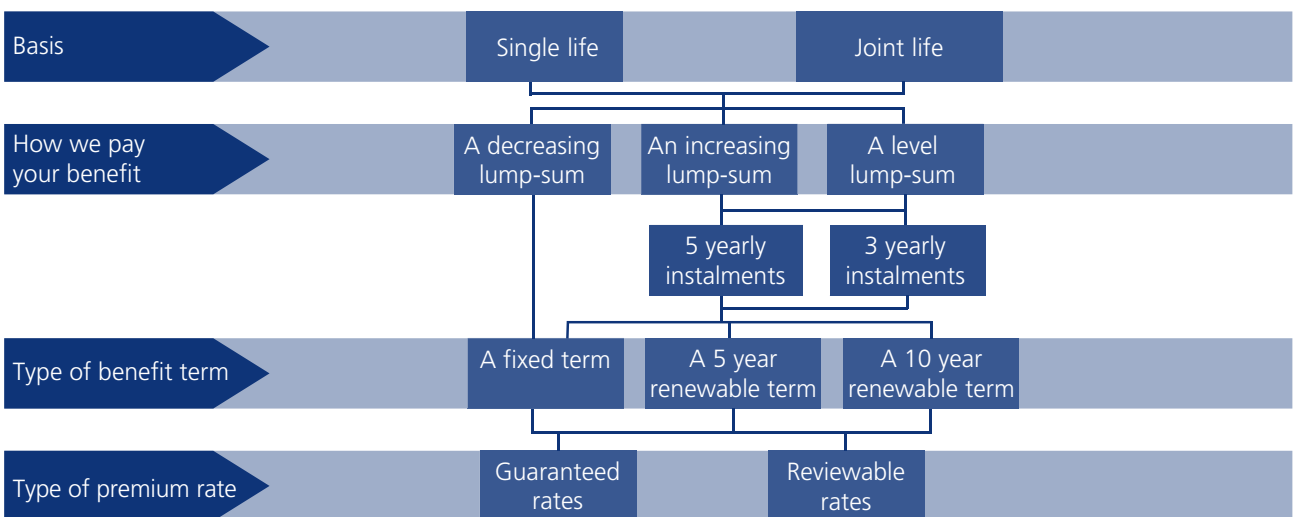 Basis
Single life
Joint life
How we pay
your benefit
A decreasing
lump-sum
An increasing
lump-sum
A level
lump-sum
5 yearly
instalments
3 yearly
instalments
Type of benefit term
A fixed term
A 5 year
renewable term
A 10 year
renewable term
Type of premium rate
Guaranteed
rates
Reviewable
rates